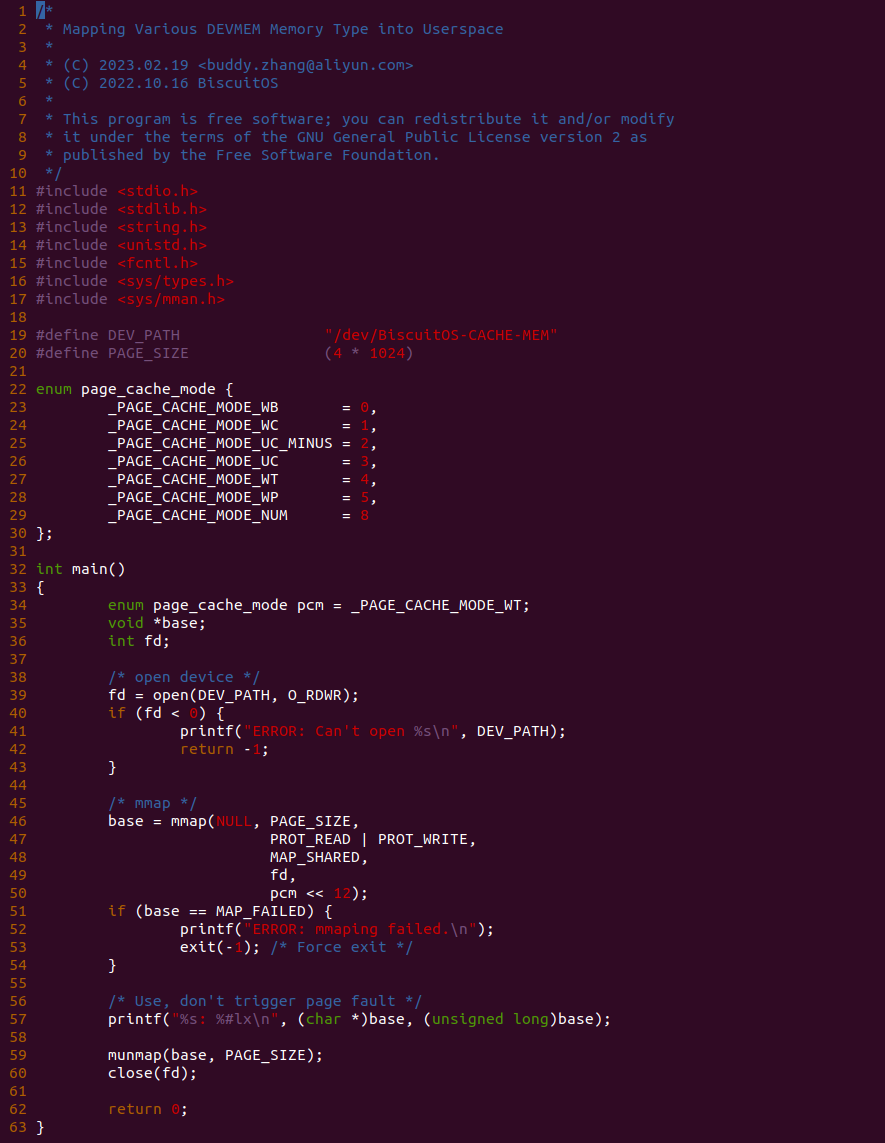 1 /*
2  * Mapping Various DEVMEM Memory Type into Userspace
3  *
4  * (C) 2023.02.19 <buddy.zhang@aliyun.com>
5  * (C) 2022.10.16 BiscuitOS
6  *
7  * This program is free software; you can redistribute it and/or modify
8  * it under the terms of the GNU General Public License version 2 as
9  * published by the Free Software Foundation.
10  */
11 #include <stdio.h>
12 #include <stdlib.h>
13 #include <string.h>
14 #include <unistd.h>
15 #include <fcntl.h>
16 #include <sys/types.h>
17 #include <sys/mman.h>
18
19 #define DEV_PATH                "/dev/BiscuitOS-CACHE-MEM"
20 #define PAGE_SIZE               (4 * 1024)
21
22 enum page_cache_mode {
23         _PAGE_CACHE_MODE_WB       = 0,
24         _PAGE_CACHE_MODE_WC       = 1,
25         _PAGE_CACHE_MODE_UC_MINUS = 2,
26         _PAGE_CACHE_MODE_UC       = 3,
27         _PAGE_CACHE_MODE_WT       = 4,
28         _PAGE_CACHE_MODE_WP       = 5,
29         _PAGE_CACHE_MODE_NUM      = 8
30 };
31
32 int main()
33 {
34         enum page_cache_mode pcm = _PAGE_CACHE_MODE_WT;
35         void *base;
36         int fd;
37
38         /* open device */
39         fd = open(DEV_PATH, O_RDWR);
40         if (fd < 0) {
41                 printf("ERROR: Can't open %s\n", DEV_PATH);
42                 return -1;
43         }
44
45         /* mmap */
46         base = mmap(NULL, PAGE_SIZE,
47                           PROT_READ | PROT_WRITE,
48                           MAP_SHARED,
49                           fd,
50                           pcm << 12);
51         if (base == MAP_FAILED) {
52                 printf("ERROR: mmaping failed.\n");
53                 exit(-1); /* Force exit */
54         }
55
56         /* Use, don't trigger page fault */
57         printf("%s: %#lx\n", (char *)base, (unsigned long)base);
58
59         munmap(base, PAGE_SIZE);
60         close(fd);
61
62         return 0;
63 }